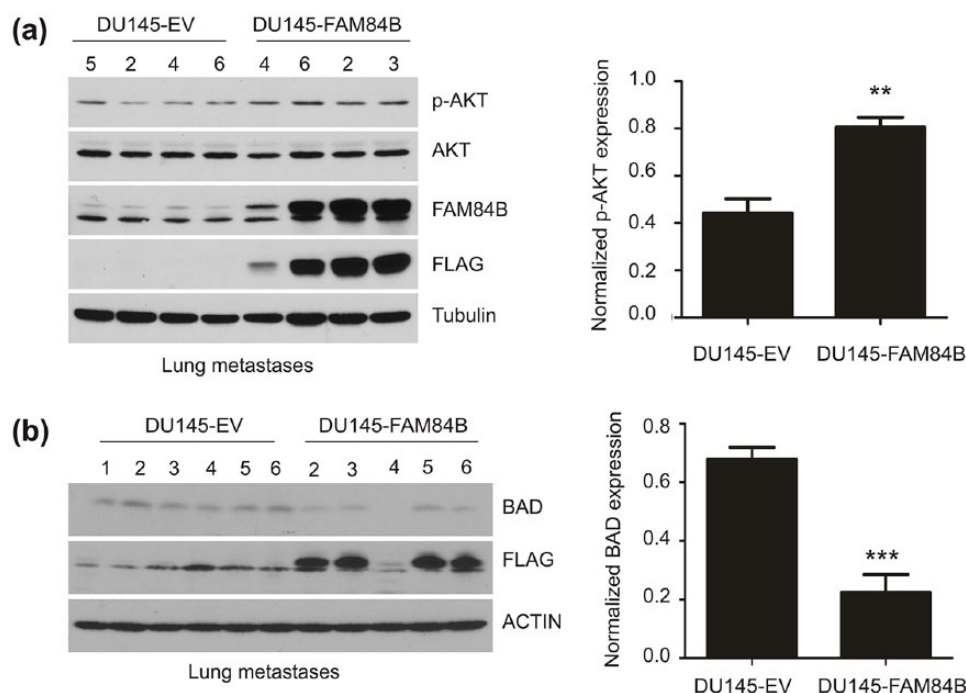 (a)
DU145-EV DU145-FAM84B
5 2 4 6 4 6 2 3
p-AKT
AKT
FAM84B
FLAG
Tubulin
Lung metastases
Normalized p-AKT expression
1.0
0.8
0.6
0.4
0.2
0.0
**
DU145-EV DU145-FAM84B
(b)
DU145-EV DU145-FAM84B
1 2 3 4 5 6 2 3 4 5 6
BAD
FLAG
ACTIN
Lung metastases
Normalized BAD expression
0.8
0.6
0.4
0.2
0.0
***
DU145-EV DU145-FAM84B